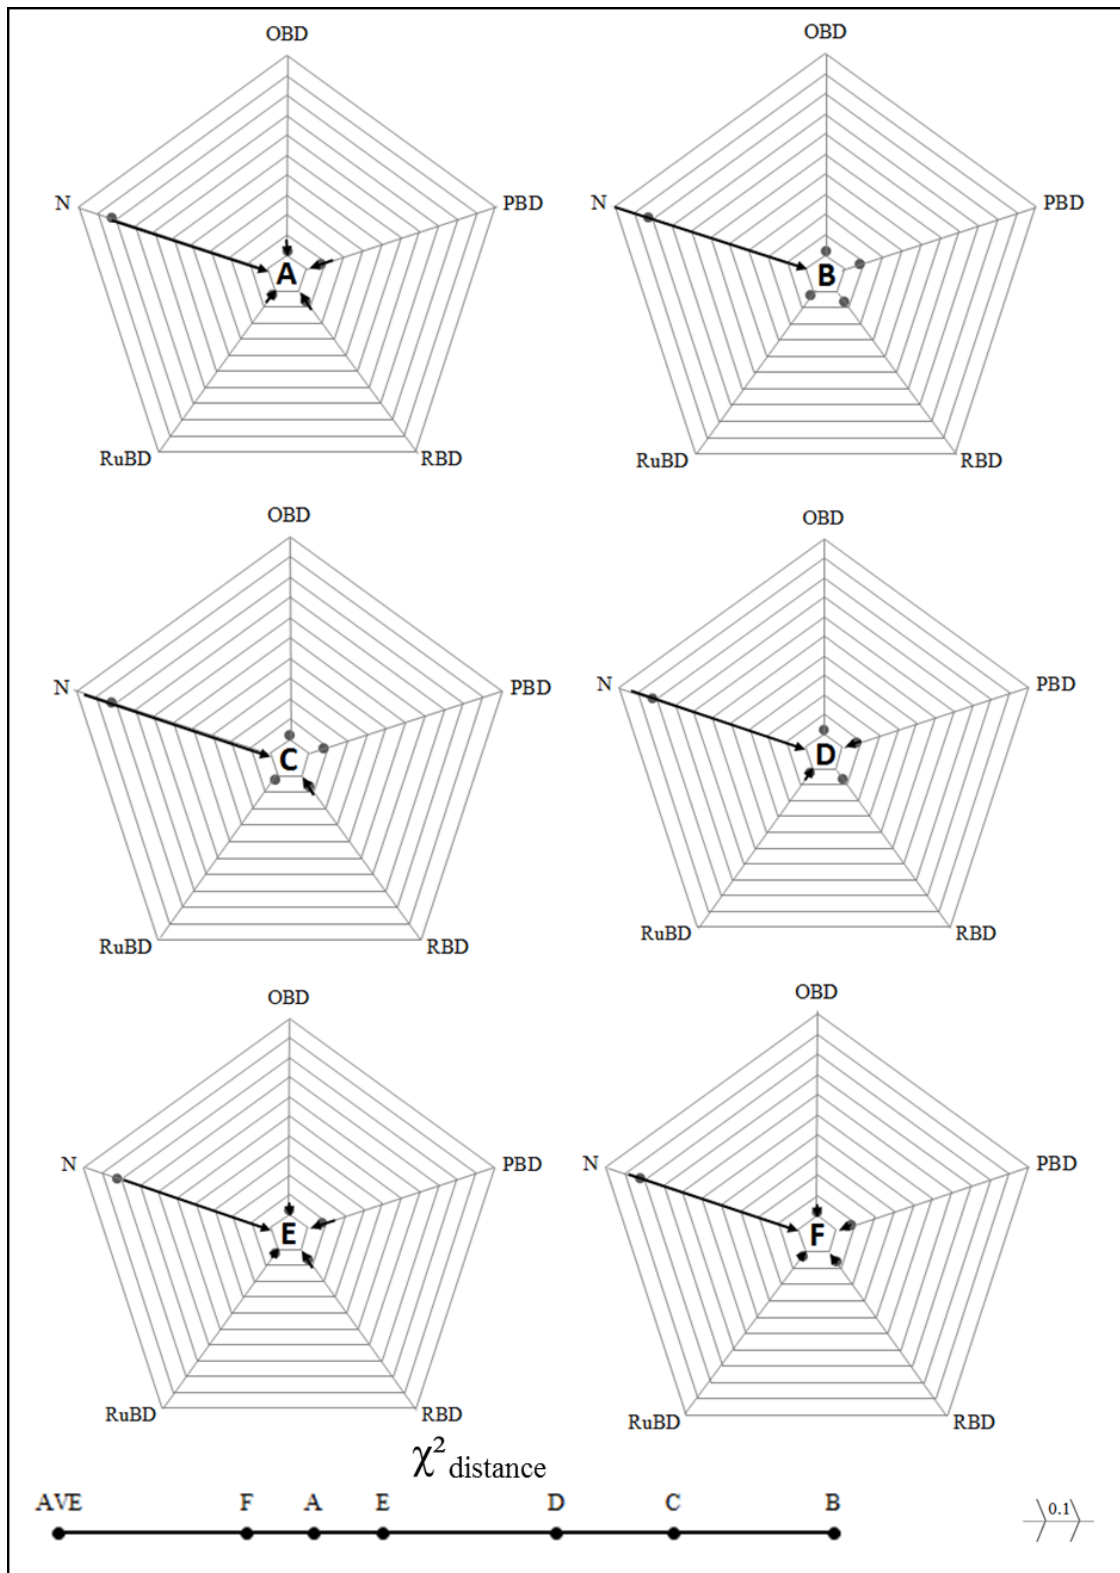 OBD
N
PBD
A
RuBD
RBD
OBD
N
PBD
B
RuBD
RBD
OBD
N
PBD
C
RuBD
RBD
OBD
N
PBD
D
RuBD
RBD
OBD
N
PBD
E
RuBD
RBD
OBD
N
PBD
F
RuBD
RBD
χ² distance
AVE F A E D C B
0.1